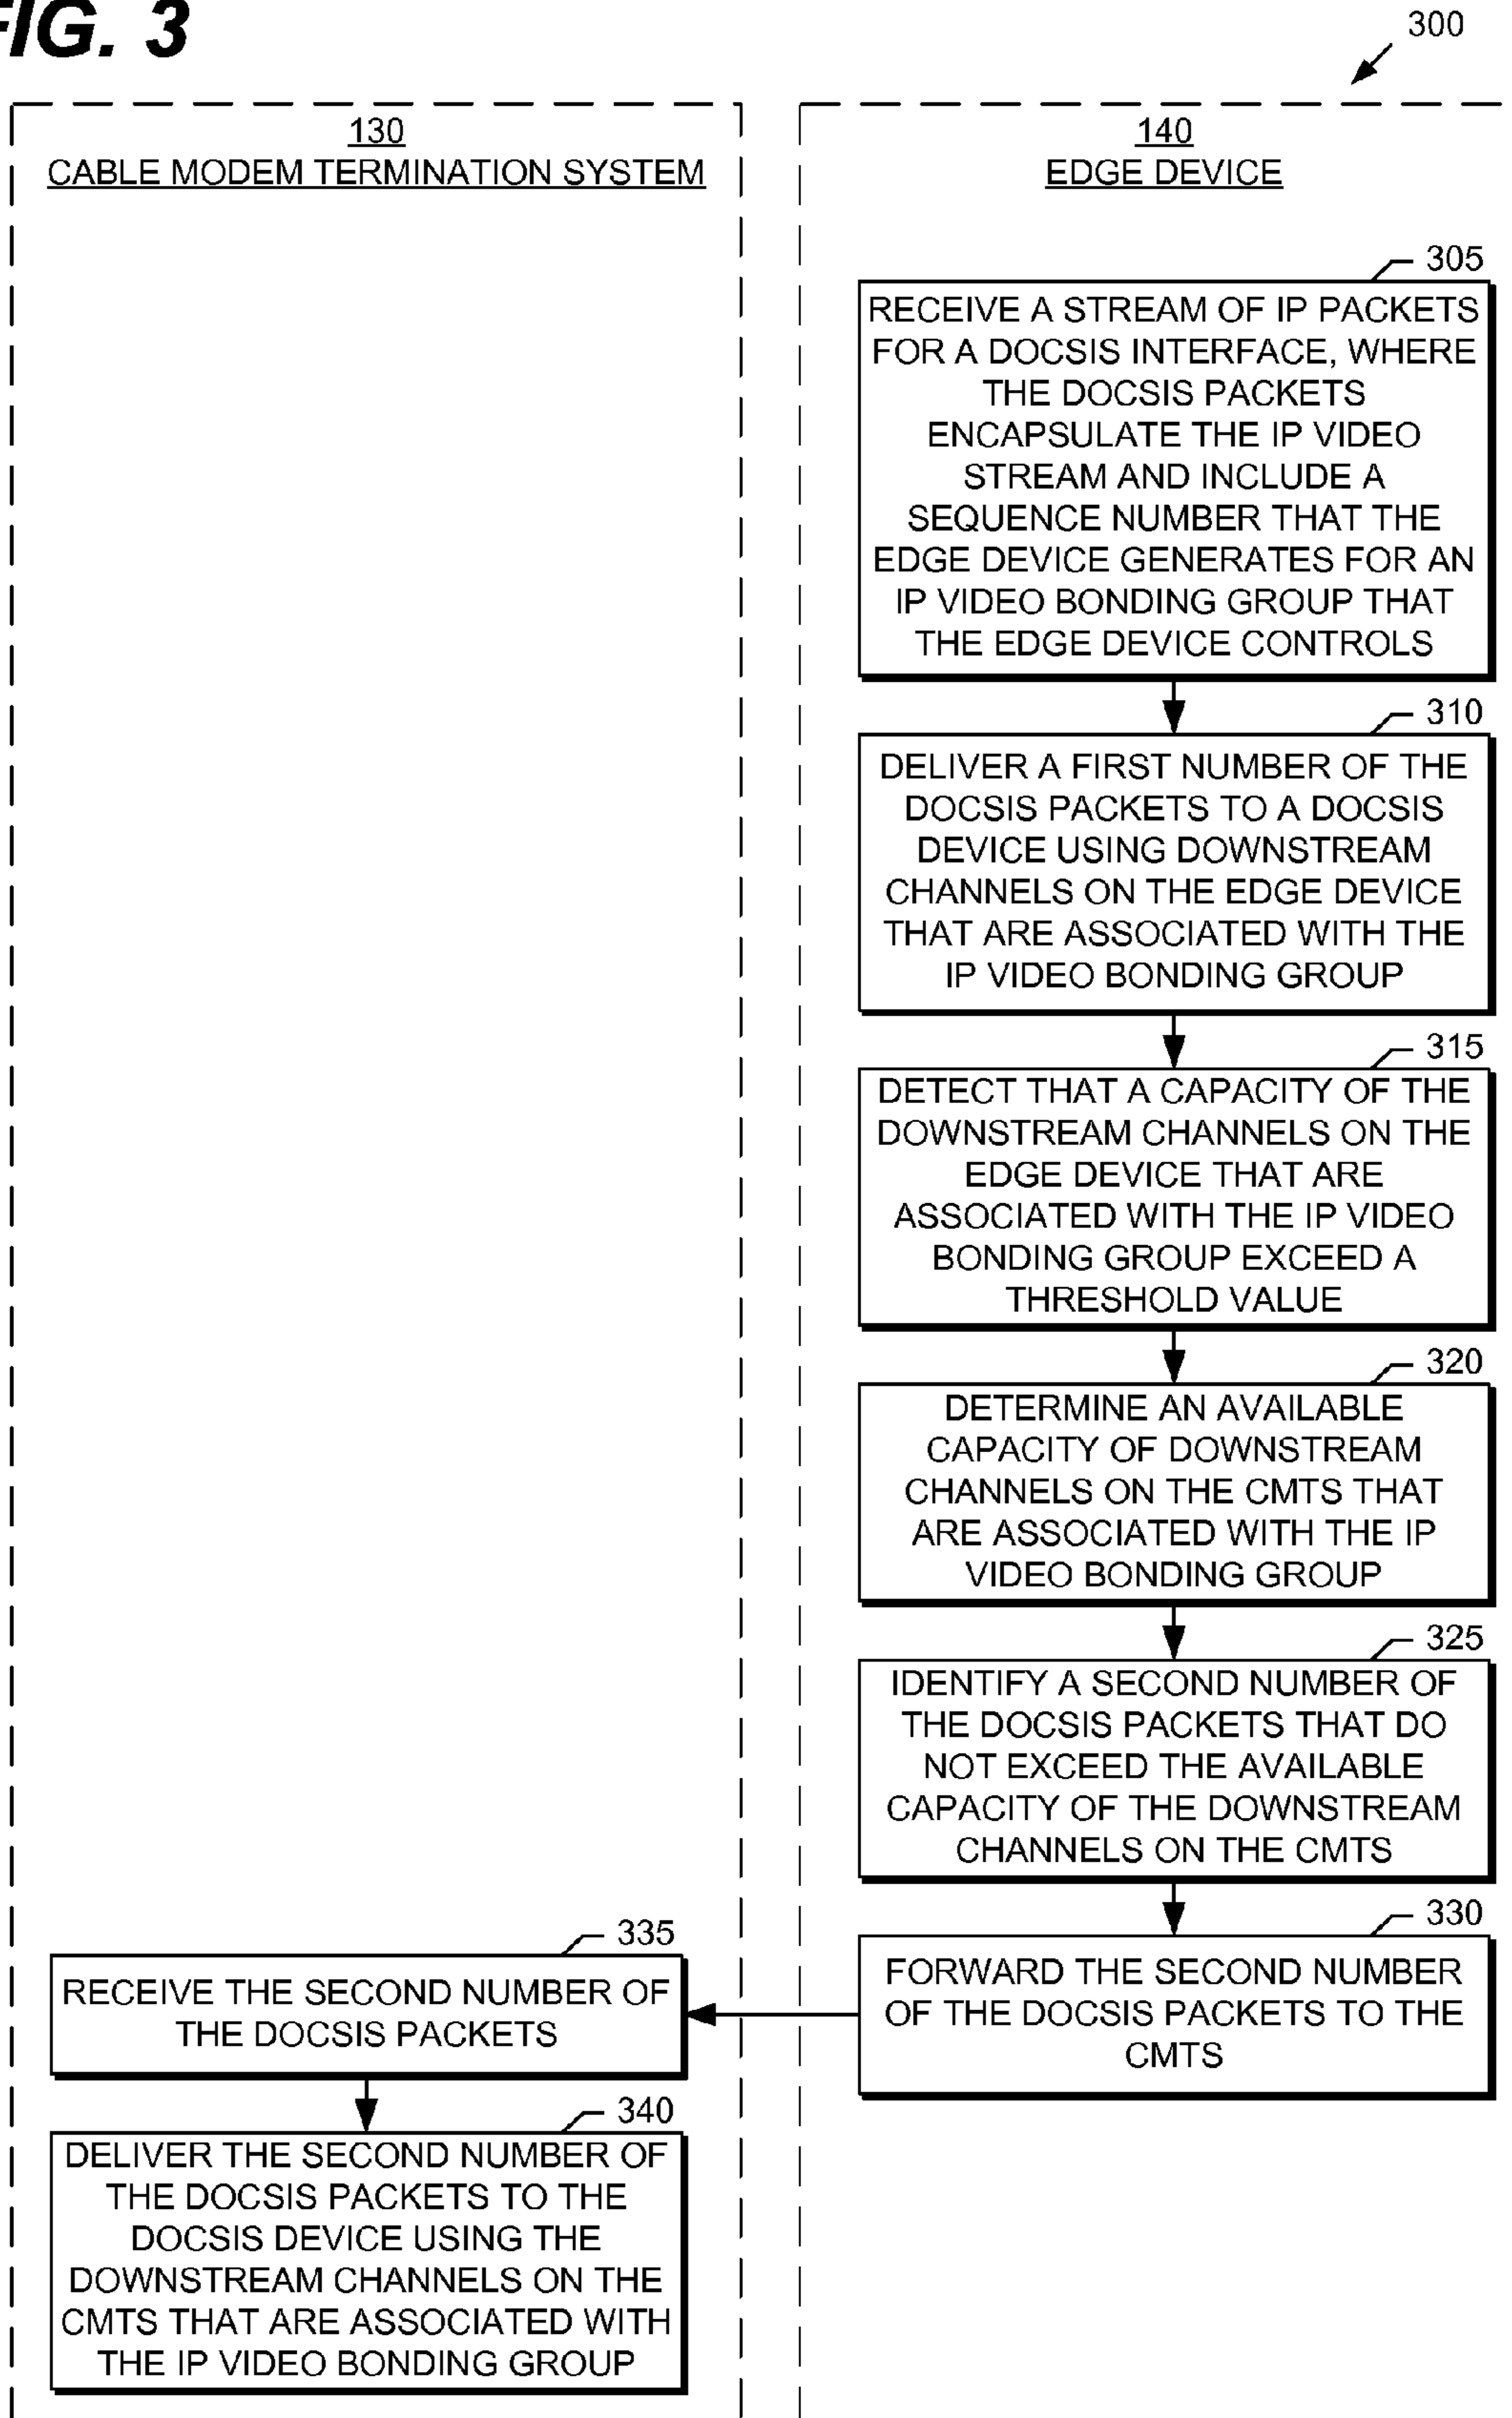 FIG. 3
300
130
CABLE MODEM TERMINATION SYSTEM
140
EDGE DEVICE
305
RECEIVE A STREAM OF IP PACKETS
FOR A DOCSIS INTERFACE, WHERE
THE DOCSIS PACKETS
ENCAPSULATE THE IP VIDEO
STREAM AND INCLUDE A
SEQUENCE NUMBER THAT THE
EDGE DEVICE GENERATES FOR AN
IP VIDEO BONDING GROUP THAT
THE EDGE DEVICE CONTROLS
310
DELIVER A FIRST NUMBER OF THE
DOCSIS PACKETS TO A DOCSIS
DEVICE USING DOWNSTREAM
CHANNELS ON THE EDGE DEVICE
THAT ARE ASSOCIATED WITH THE
IP VIDEO BONDING GROUP
315
DETECT THAT A CAPACITY OF THE
DOWNSTREAM CHANNELS ON THE
EDGE DEVICE THAT ARE
ASSOCIATED WITH THE IP VIDEO
BONDING GROUP EXCEED A
THRESHOLD VALUE
320
DETERMINE AN AVAILABLE
CAPACITY OF DOWNSTREAM
CHANNELS ON THE CMTS THAT
ARE ASSOCIATED WITH THE IP
VIDEO BONDING GROUP
325
IDENTIFY A SECOND NUMBER OF
THE DOCSIS PACKETS THAT DO
NOT EXCEED THE AVAILABLE
CAPACITY OF THE DOWNSTREAM
CHANNELS ON THE CMTS
330
FORWARD THE SECOND NUMBER
OF THE DOCSIS PACKETS TO THE
CMTS
335
RECEIVE THE SECOND NUMBER OF
THE DOCSIS PACKETS
340
DELIVER THE SECOND NUMBER OF
THE DOCSIS PACKETS TO THE
DOCSIS DEVICE USING THE
DOWNSTREAM CHANNELS ON THE
CMTS THAT ARE ASSOCIATED WITH
THE IP VIDEO BONDING GROUP